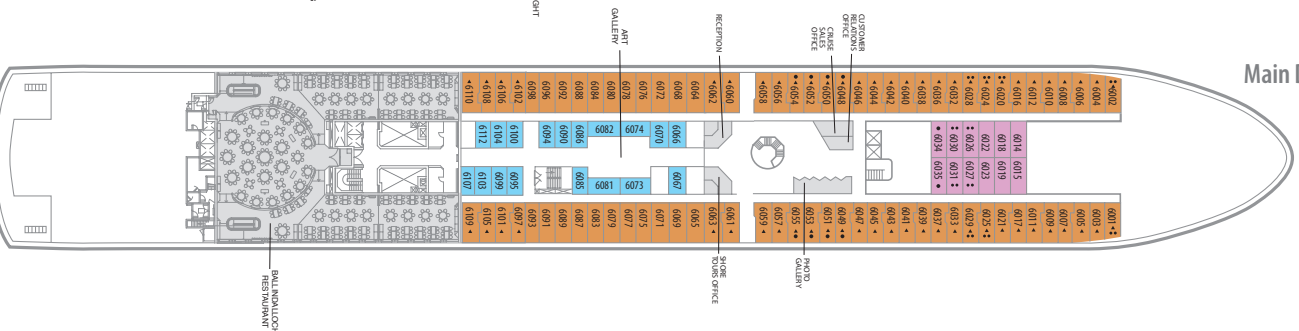 GHT
ART
GALLERY
RECEPTION
CUSTOMER
RELATIONS
OFFICE
CRUISE
SALES
OFFICE
Main
6110 6108 6106 6102 6098 6096 6092 6088 6084 6080 6078 6076 6072 6068 6064 6062 6060 6058 6056 6054 6052 6050 6048 6046 6044 6042 6040 6038 6036 6032 6028 6024 6020 6016 6012 6010 6008 6006 6004 6002
6112 6104 6100 6094 6090 6086 6082 6074 6070 6066 6034 6030 6026 6022 6018 6014
6107 6103 6099 6095 6085 6081 6073 6067 6035 6031 6027 6023 6019 6015
6109 6105 6101 6097 6093 6091 6089 6087 6083 6079 6077 6075 6071 6069 6065 6063 6061 6059 6057 6055 6053 6051 6049 6047 6045 6043 6041 6039 6037 6033 6029 6025 6021 6017 6011 6009 6007 6005 6003 6001
BALLINDALLOCH
RESTAURANT
SHORE
TOURS OFFICE
PHOTO
GALLERY